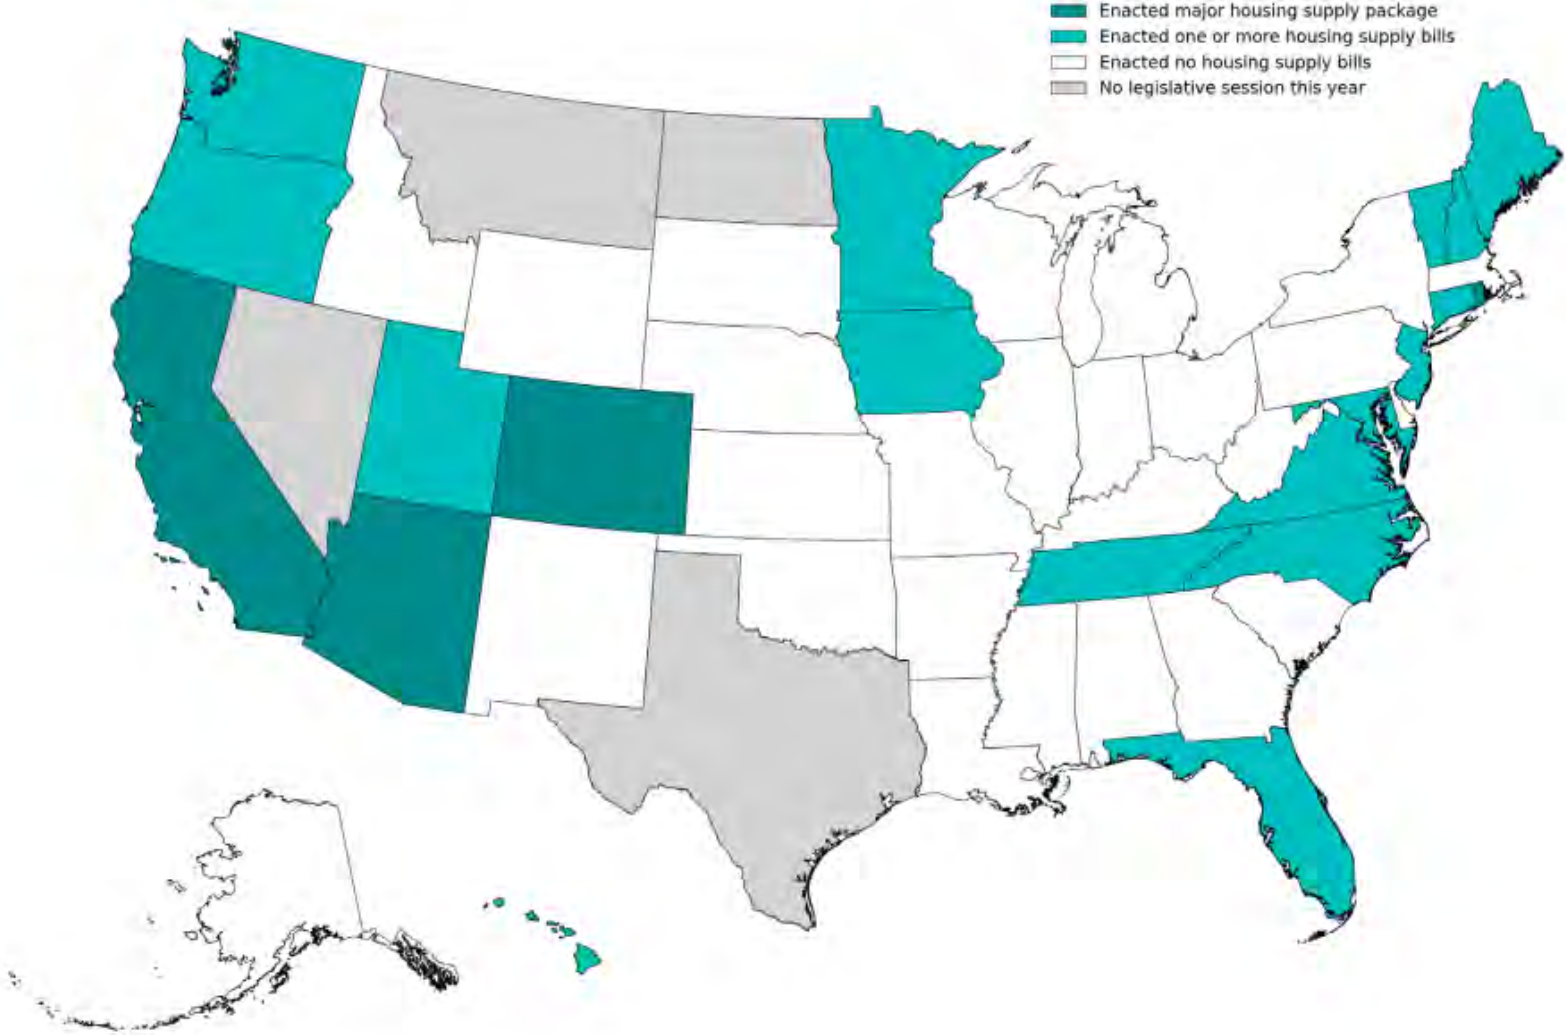 Enacted major housing supply package
Enacted one or more housing supply bills
Enacted no housing supply bills
No legislative session this year